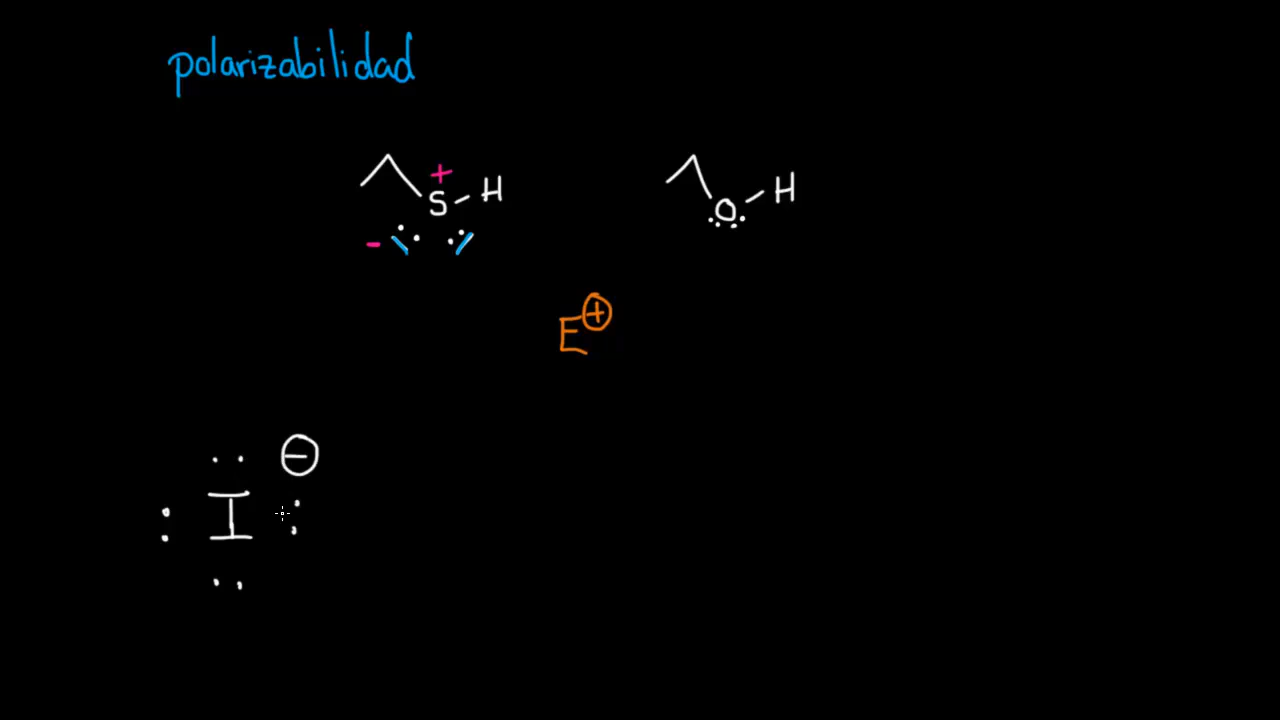 polarizabilidad
+
S - H
O - H
-
E+
-
I